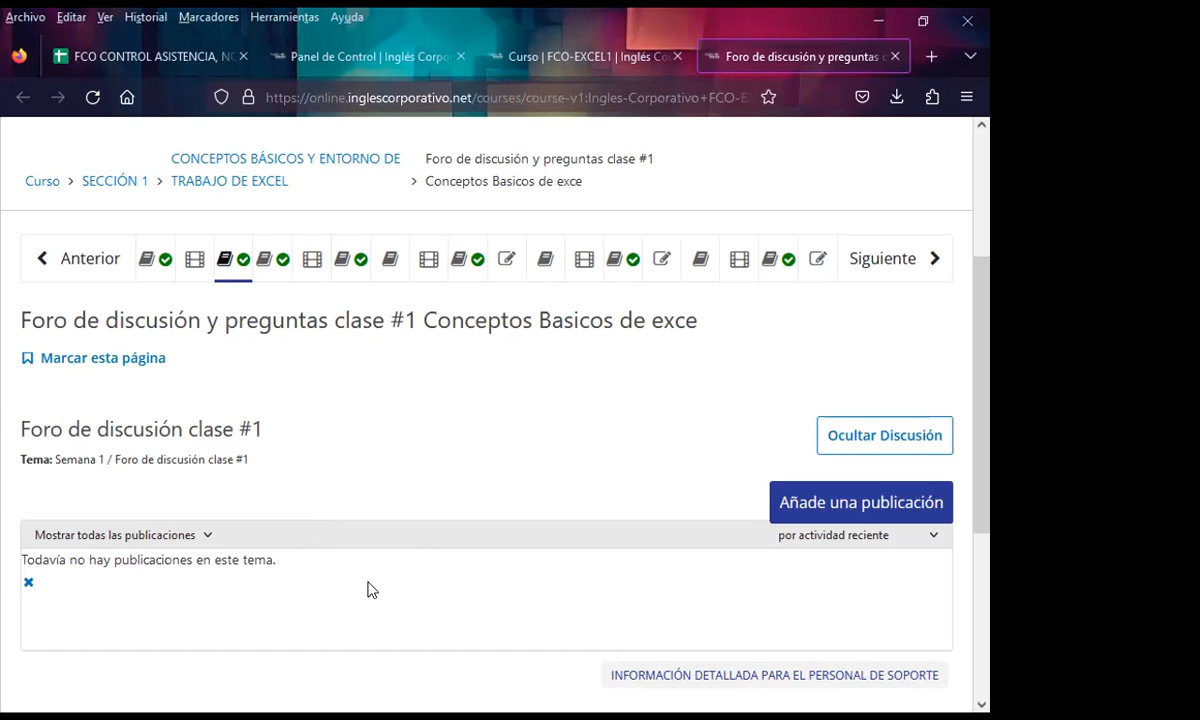 Archivo Editar Ver Historial Marcadores Herramientas Ayuda
FCO CONTROL ASISTENCIA, NO
Panel de Control | Inglés Corpo
Curso | FCO-EXCEL1 | Inglés Co
Foro de discusión y preguntas c
https://online.inglescorporativo.net/courses/course-v1:Ingles-Corporativo+FCO-E
Curso > SECCIÓN 1 > CONCEPTOS BÁSICOS Y ENTORNO DE TRABAJO DE EXCEL > Foro de discusión y preguntas clase #1 Conceptos Basicos de exce
Anterior
Siguiente
Foro de discusión y preguntas clase #1 Conceptos Basicos de exce
Marcar esta página
Foro de discusión clase #1
Ocultar Discusión
Tema: Semana 1 / Foro de discusión clase #1
Añade una publicación
Mostrar todas las publicaciones
por actividad reciente
Todavía no hay publicaciones en este tema.
INFORMACIÓN DETALLADA PARA EL PERSONAL DE SOPORTE